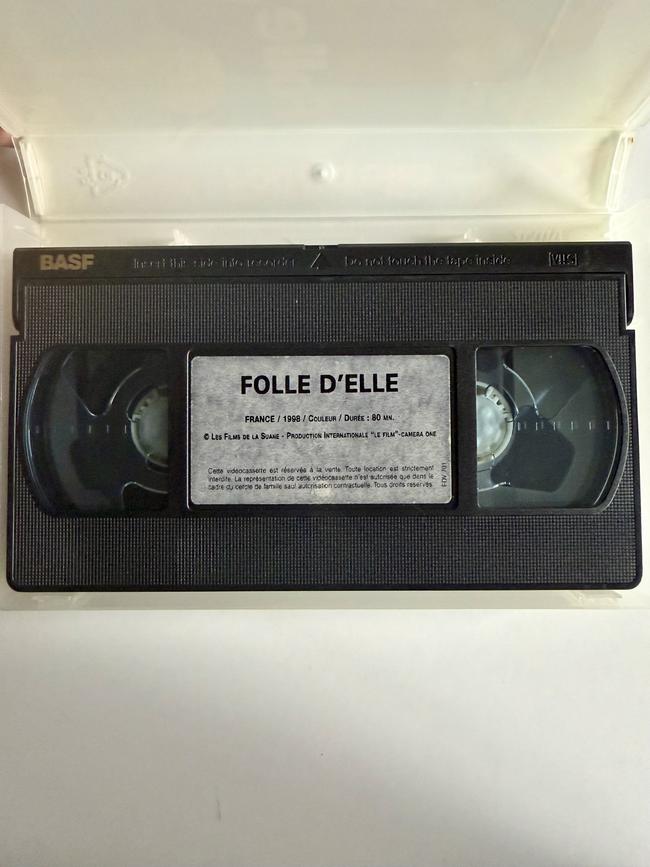 BASF Insert this side into recorder Do not touch the tape inside VHS
FOLLE D'ELLE
FRANCE / 1998 / COULEUR / DURÉE : 80 MN.
© LES FILMS DE LA SUANE - PRODUCTION INTERNATIONALE "LE FILM"-CAMERA ONE
Cette vidéocassette est réservée à la vente. Toute location est strictement
interdite. La représentation de cette vidéocassette n'est autorisée que dans le
cadre du cercle de famille sauf autorisation contractuelle. Tous droits réservés.
FDV 701